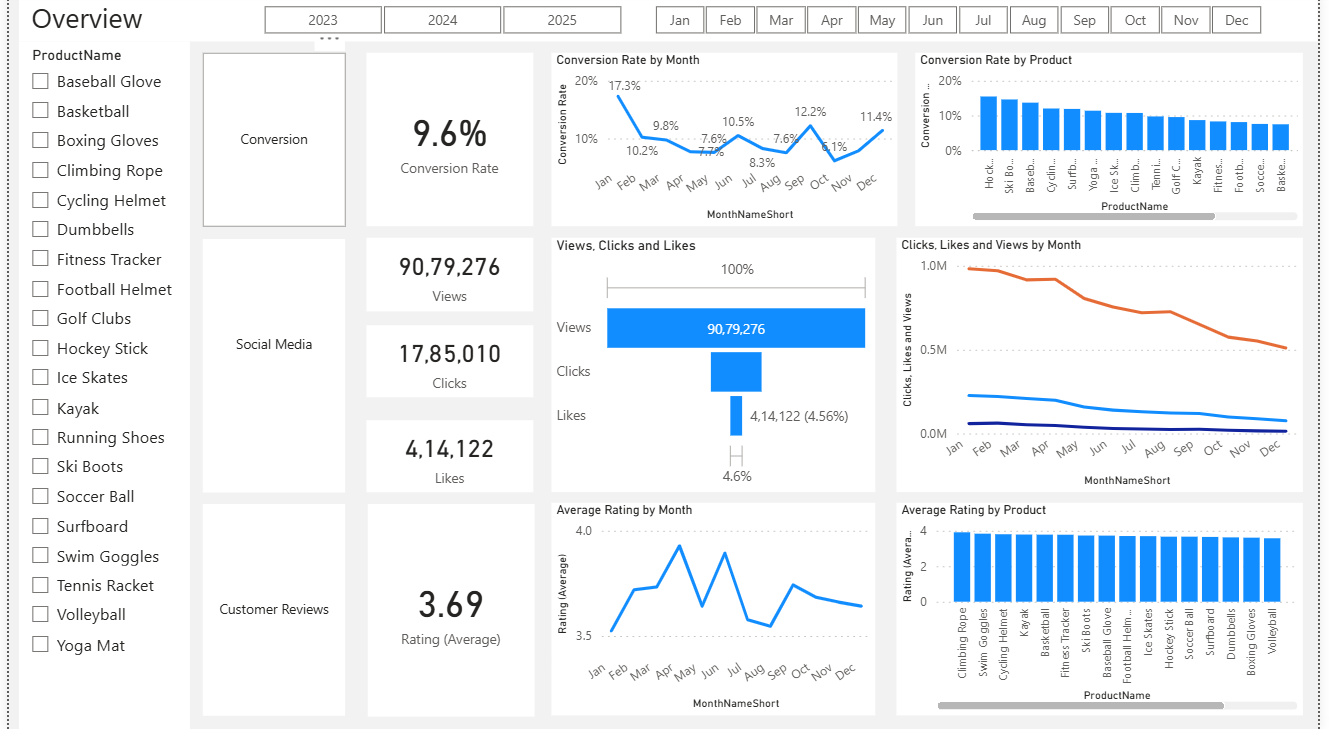 Overview
2023 2024 2025
Jan Feb Mar Apr May Jun Jul Aug Sep Oct Nov Dec
ProductName
Baseball Glove
Basketball
Boxing Gloves
Climbing Rope
Cycling Helmet
Dumbbells
Fitness Tracker
Football Helmet
Golf Clubs
Hockey Stick
Ice Skates
Kayak
Running Shoes
Ski Boots
Soccer Ball
Surfboard
Swim Goggles
Tennis Racket
Volleyball
Yoga Mat
Conversion
9.6%
Conversion Rate
Conversion Rate by Month
Conversion Rate
20%
10%
17.3%
10.2%
9.8%
7.7%
7.6%
10.5%
8.3%
7.6%
12.2%
6.1%
11.4%
Jan Feb Mar Apr May Jun Jul Aug Sep Oct Nov Dec
MonthNameShort
Conversion Rate by Product
Conversion ...
20%
10%
0%
Hock...
Ski Bo...
Baseb...
Cyclin...
Surfb...
Yoga ...
Ice Sk...
Climb...
Tenni...
Golf C...
Kayak
Fitnes...
Footb...
Socce...
Baske...
ProductName
Social Media
90,79,276
Views
17,85,010
Clicks
4,14,122
Likes
Views, Clicks and Likes
100%
Views
90,79,276
Clicks
Likes
4,14,122 (4.56%)
4.6%
Clicks, Likes and Views by Month
Clicks, Likes and Views
1.0M
0.5M
0.0M
Jan Feb Mar Apr May Jun Jul Aug Sep Oct Nov Dec
MonthNameShort
Customer Reviews
3.69
Rating (Average)
Average Rating by Month
Rating (Average)
4.0
3.5
Jan Feb Mar Apr May Jun Jul Aug Sep Oct Nov Dec
MonthNameShort
Average Rating by Product
Rating (Avera...
4
2
0
Climbing Rope
Swim Goggles
Cycling Helmet
Kayak
Basketball
Fitness Tracker
Ski Boots
Baseball Glove
Football Helm...
Ice Skates
Hockey Stick
Soccer Ball
Surfboard
Dumbbells
Boxing Gloves
Volleyball
ProductName